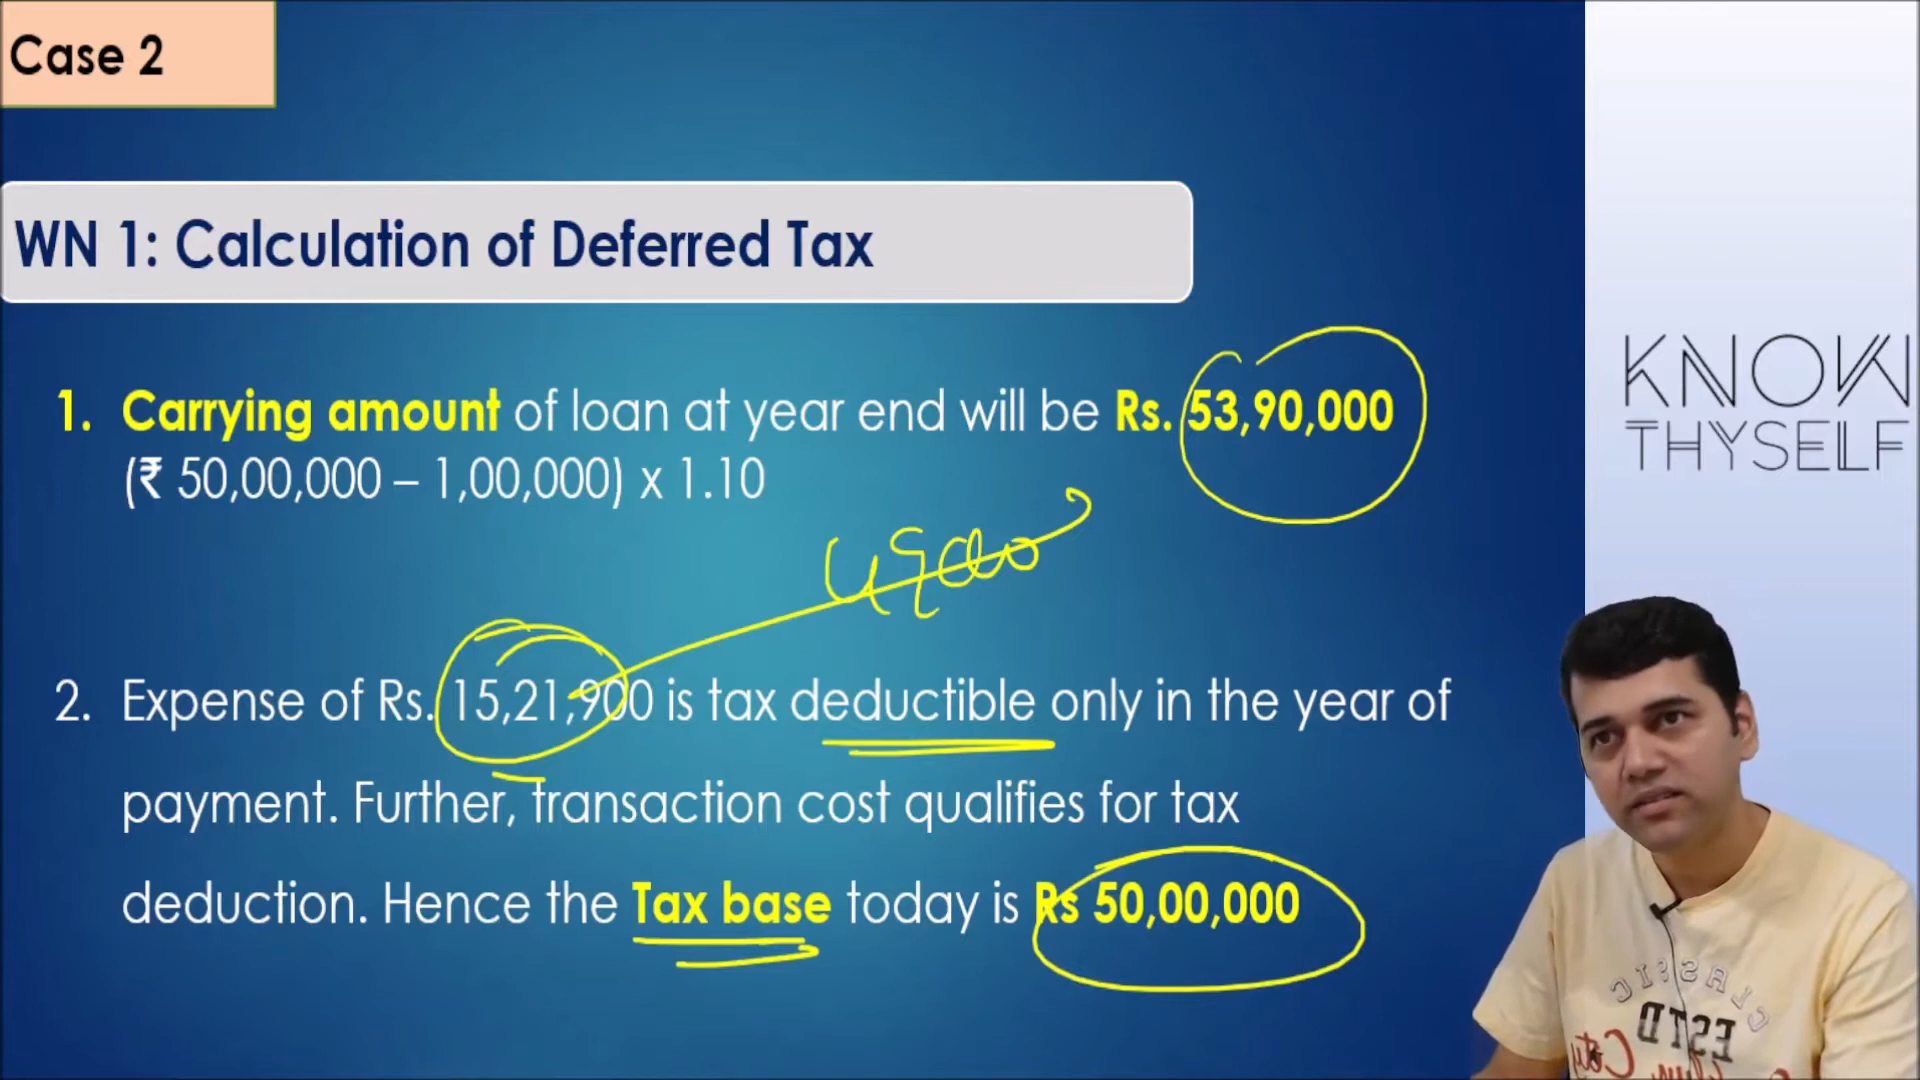 Case 2
WN 1: Calculation of Deferred Tax
1. Carrying amount of loan at year end will be Rs. 53,90,000
(₹ 50,00,000 – 1,00,000) x 1.10
2. Expense of Rs. 15,21,900 is tax deductible only in the year of
payment. Further, transaction cost qualifies for tax
deduction. Hence the Tax base today is Rs 50,00,000
KNOW
THYSELF
CLASSIC
ESTD
City